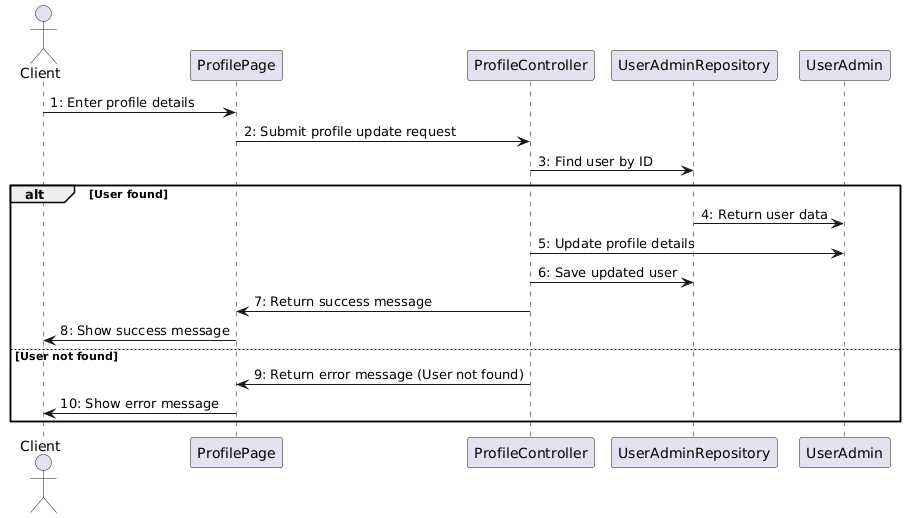 Client
ProfilePage
ProfileController
UserAdminRepository
UserAdmin
1: Enter profile details
2: Submit profile update request
3: Find user by ID
alt [User found]
4: Return user data
5: Update profile details
6: Save updated user
7: Return success message
8: Show success message
[User not found]
9: Return error message (User not found)
10: Show error message
Client
ProfilePage
ProfileController
UserAdminRepository
UserAdmin